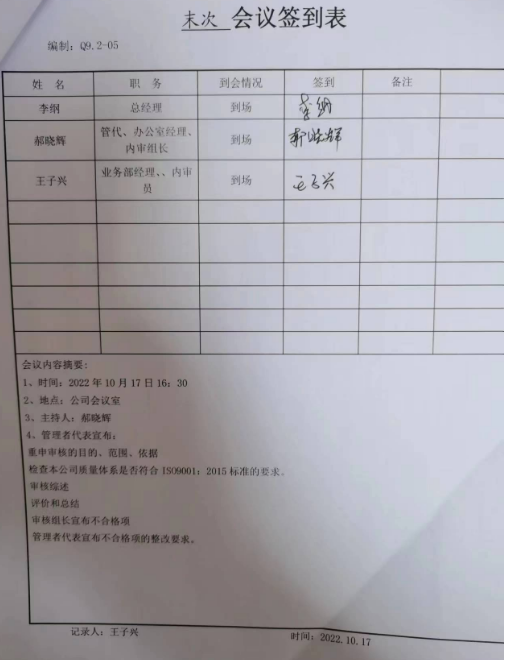 末次 会议签到表
编制：Q9.2-05
姓 名 职 务 到会情况 签到 备注
李纲 总经理 到场 李纲
郝晓辉 管代、办公室经理、 到场 郝晓辉
内审组长
王子兴 业务部经理、、内审 到场 王子兴
员
会议内容摘要：
1、时间：2022 年 10 月 17 日 16：30
2、地点：公司会议室
3、主持人：郝晓辉
4、管理者代表宣布：
重申审核的目的、范围、依据
检查本公司质量体系是否符合 ISO9001：2015 标准的要求。
审核综述
评价和总结
审核组长宣布不合格项
管理者代表宣布不合格项的整改要求。
记录人：王子兴 时间：2022.10.17